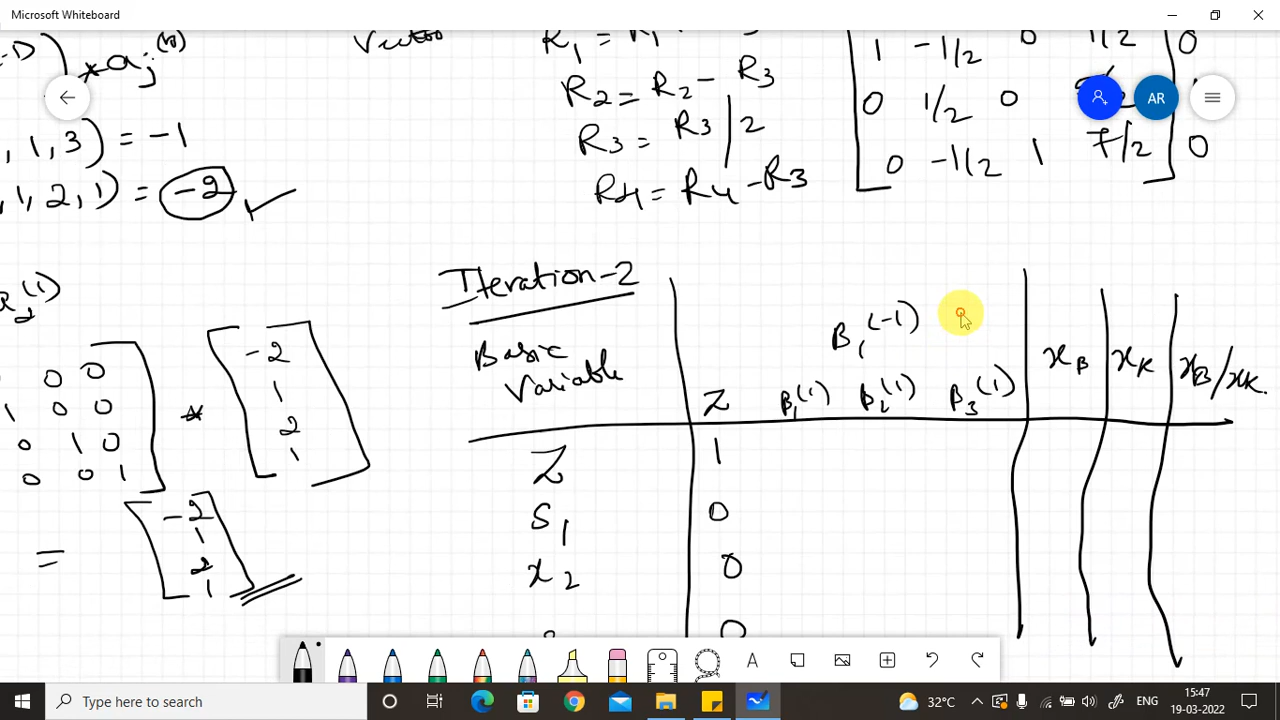 Microsoft Whiteboard
* aj
, 1, 3) = -1
, 1, 2, 1) = -2 ✓
R2 = R2 - R3
R3 = R3/2
R4 = R4 - R3
1 -1/2 0 1/2 0
0 1/2 0
0 -1/2 1 7/2 0
AR
(1)
0 0
1 0 0
0 1 0
0 0 1
*
-2
1
2
1
=
-2
1
2
1
Iteration-2
Basic Variable
B1(-1)
Z B1(1) B2(1) B3(1) xB xK xB/xK
Z 1
S1 0
x2 0
0
Type here to search
32°C
15:47
19-03-2022